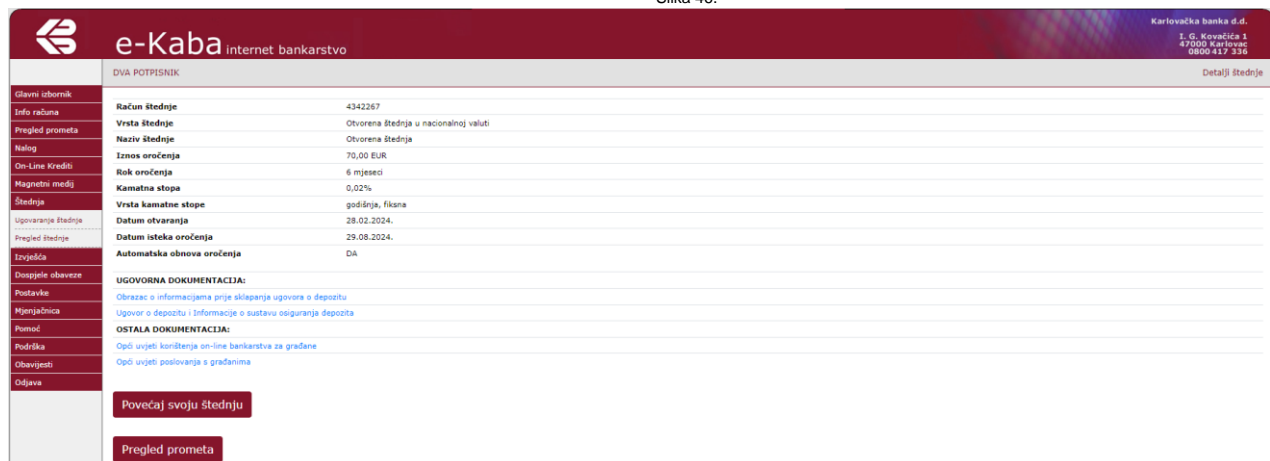 Karlovačka banka d.d.
I. G. Kovačića 1
47000 Karlovac
0800 417 336
e-Kaba internet bankarstvo
DVA POTPISNIK
Detalji štednje
Glavni izbornik
Info računa
Pregled prometa
Nalog
On-Line Krediti
Magnetni medij
Štednja
Ugovaranje štednje
Pregled štednje
Izvješća
Dospjele obaveze
Postavke
Mjenjačnica
Pomoć
Podrška
Obavijesti
Odjava
Račun štednje 4342267
Vrsta štednje Otvorena štednja u nacionalnoj valuti
Naziv štednje Otvorena štednja
Iznos oročenja 70,00 EUR
Rok oročenja 6 mjeseci
Kamatna stopa 0,02%
Vrsta kamatne stope godišnja, fiksna
Datum otvaranja 28.02.2024.
Datum isteka oročenja 29.08.2024.
Automatska obnova oročenja DA
UGOVORNA DOKUMENTACIJA:
Obrazac o informacijama prije sklapanja ugovora o depozitu
Ugovor o depozitu i Informacije o sustavu osiguranja depozita
OSTALA DOKUMENTACIJA:
Opći uvjeti korištenja on-line bankarstva za građane
Opći uvjeti poslovanja s građanima
Povećaj svoju štednju
Pregled prometa